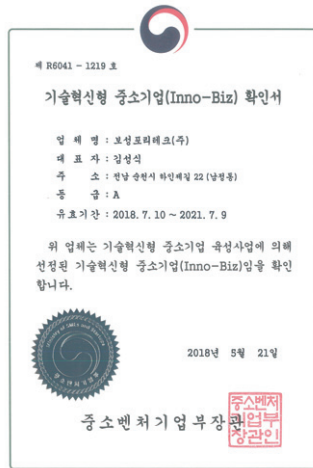 제 R6041 - 1219 호
기술혁신형 중소기업(Inno-Biz) 확인서
업 체 명 : 보성포리테크(주)
대 표 자 : 김성식
주 소 : 전남 순천시 하인제길 22 (남정동)
등 급 : A
유효기간 : 2018. 7. 10 ~ 2021. 7. 9
위 업체는 기술혁신형 중소기업 육성사업에 의해
선정된 기술혁신형 중소기업(Inno-Biz)임을 확인
합니다.
2018년 5월 21일
중소벤처기업부장관
중소벤처
기업부
장관인